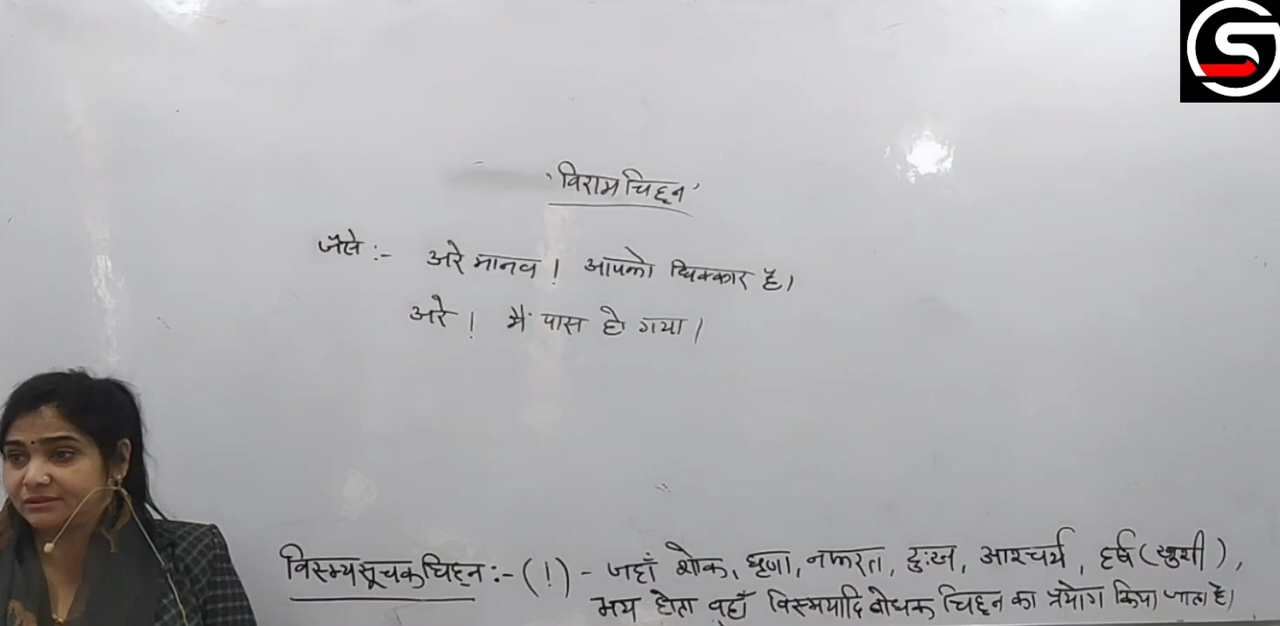 'विराम चिह्न'
जैसे :- अरे मानव ! आपको धिक्कार है।
अरे ! मैं पास हो गया।
विस्मयसूचक चिह्न :- (!) - जहाँ शोक, घृणा, नफरत, दुःख, आश्चर्य, हर्ष (खुशी),
भय होता वहाँ विस्मयादिबोधक चिह्न का प्रयोग किया जाता है।